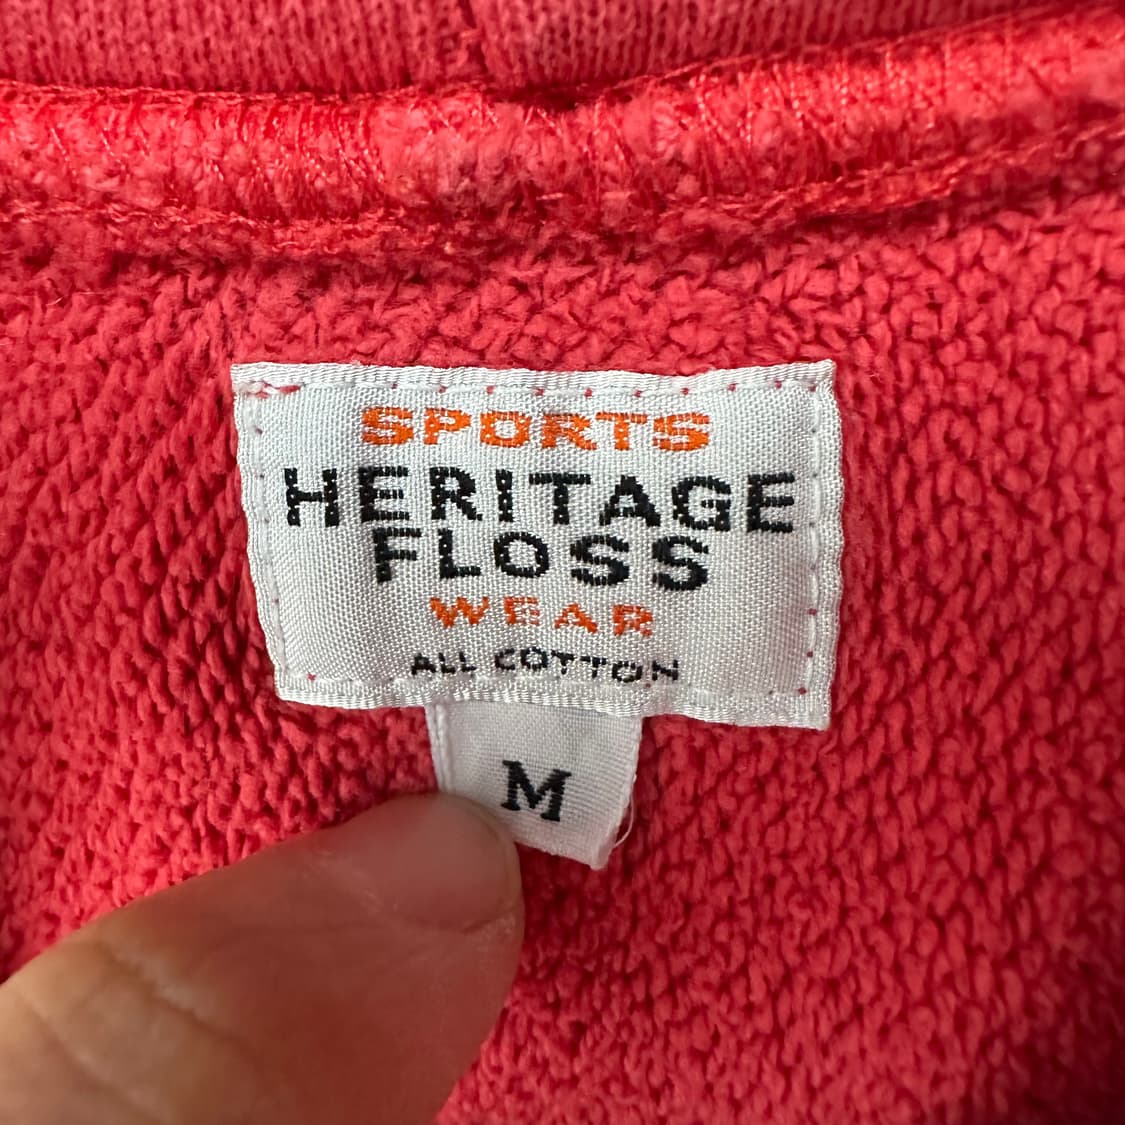 SPORTS
HERITAGE
FLOSS
WEAR
ALL COTTON
M